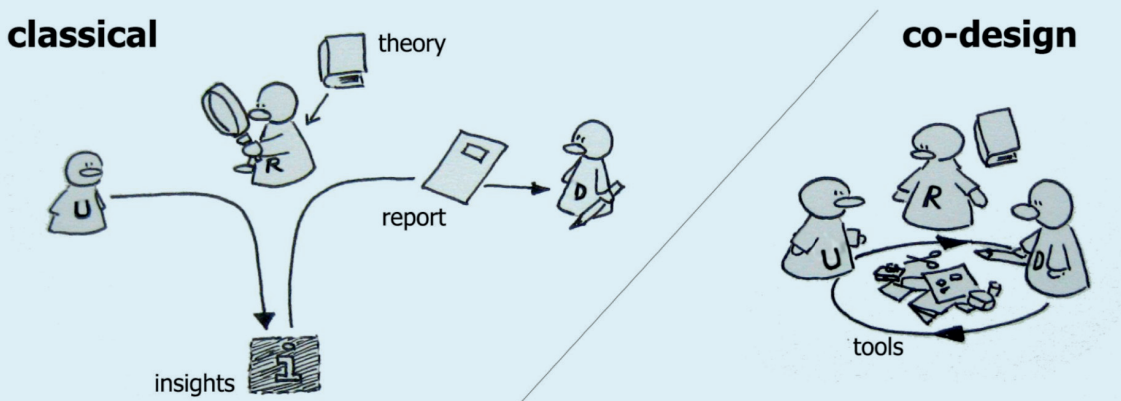 classical
theory
R
U
D
report
i
insights
co-design
R
U
D
tools